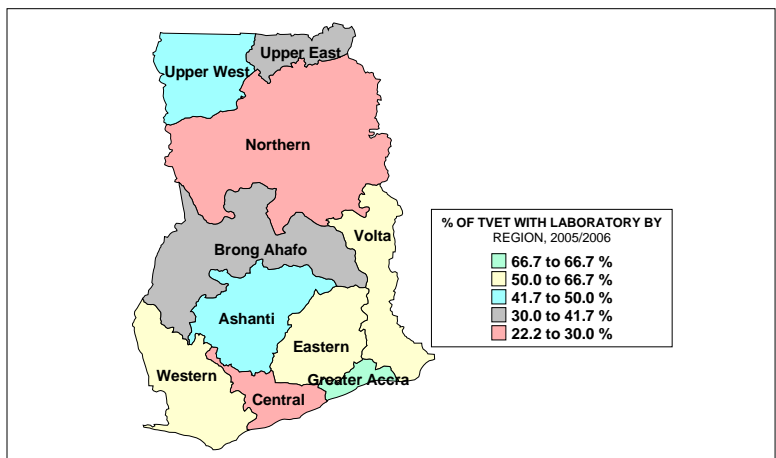 Upper East
Upper West
Northern
Volta
Brong Ahafo
Ashanti
Eastern
Western
Greater Accra
Central
% OF TVET WITH LABORATORY BY
REGION, 2005/2006
66.7 to 66.7 %
50.0 to 66.7 %
41.7 to 50.0 %
30.0 to 41.7 %
22.2 to 30.0 %